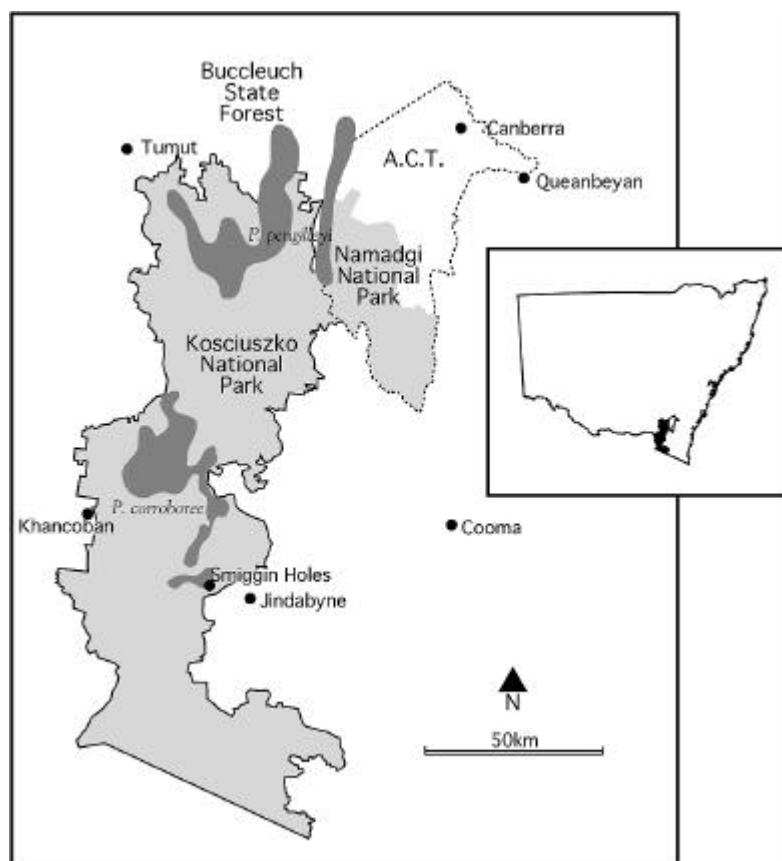 Buccleuch
State
Forest
Tumut
Canberra
A.C.T.
Queanbeyan
P. pengilleyi
Namadgi
National
Park
Kosciuszko
National
Park
P. corroboree
Khancoban
Cooma
Smiggin Holes
Jindabyne
N
50km